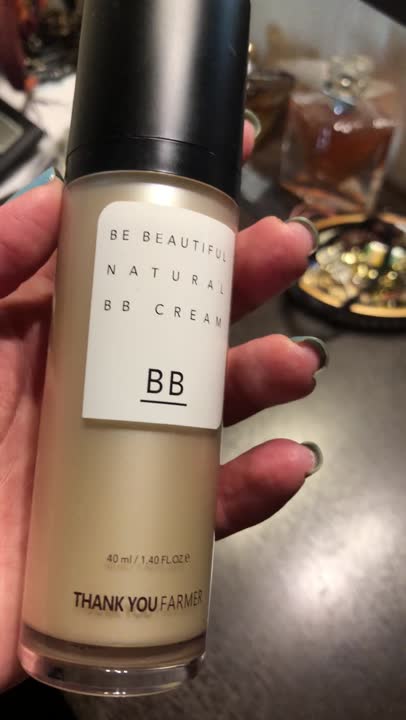 BE BEAUTIFUL
NATURAL
BB CREAM
BB
40 ml / 1.40 FL.OZ.e
THANK YOU FARMER